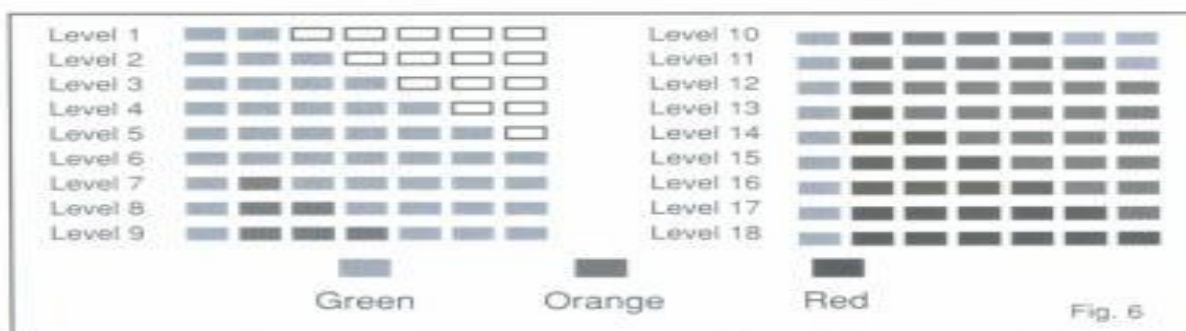 Level 1
Level 2
Level 3
Level 4
Level 5
Level 6
Level 7
Level 8
Level 9
Level 10
Level 11
Level 12
Level 13
Level 14
Level 15
Level 16
Level 17
Level 18
Green Orange Red
Fig. 6